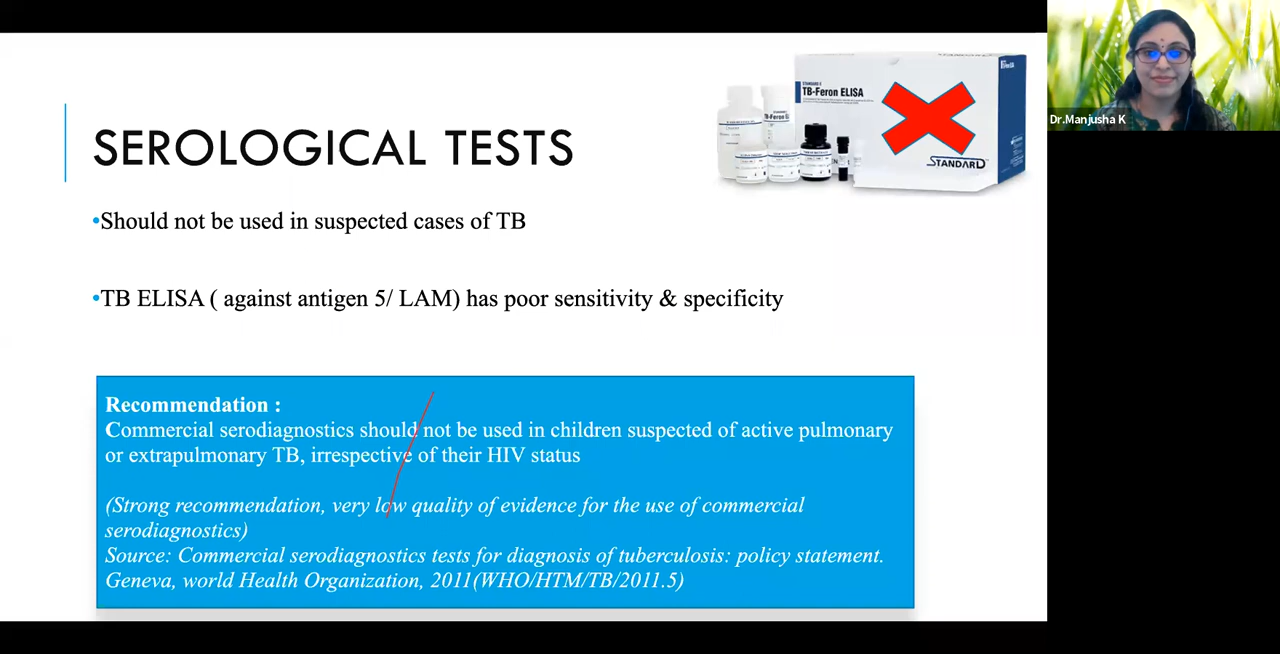 SEROLOGICAL TESTS
TB-Feron ELISA
STANDARD
Dr.Manjusha K
•Should not be used in suspected cases of TB
•TB ELISA ( against antigen 5/ LAM) has poor sensitivity & specificity
Recommendation :
Commercial serodiagnostics should not be used in children suspected of active pulmonary
or extrapulmonary TB, irrespective of their HIV status
(Strong recommendation, very low quality of evidence for the use of commercial
serodiagnostics)
Source: Commercial serodiagnostics tests for diagnosis of tuberculosis: policy statement.
Geneva, world Health Organization, 2011(WHO/HTM/TB/2011.5)